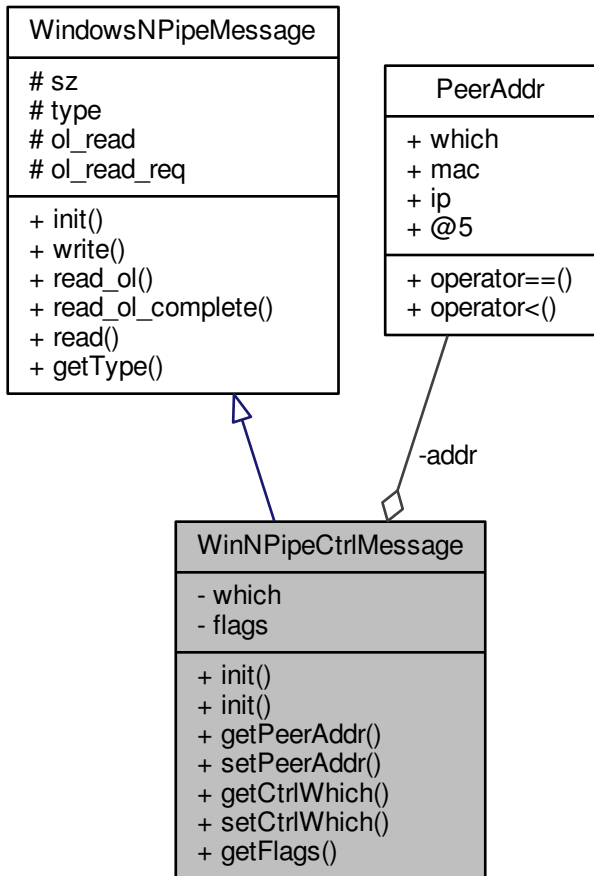 WindowsNPipeMessage
# sz
# type
# ol_read
# ol_read_req
+ init()
+ write()
+ read_ol()
+ read_ol_complete()
+ read()
+ getType()
PeerAddr
+ which
+ mac
+ ip
+ @5
+ operator==()
+ operator<()
-addr
WinNPipeCtrlMessage
- which
- flags
+ init()
+ init()
+ getPeerAddr()
+ setPeerAddr()
+ getCtrlWhich()
+ setCtrlWhich()
+ getFlags()